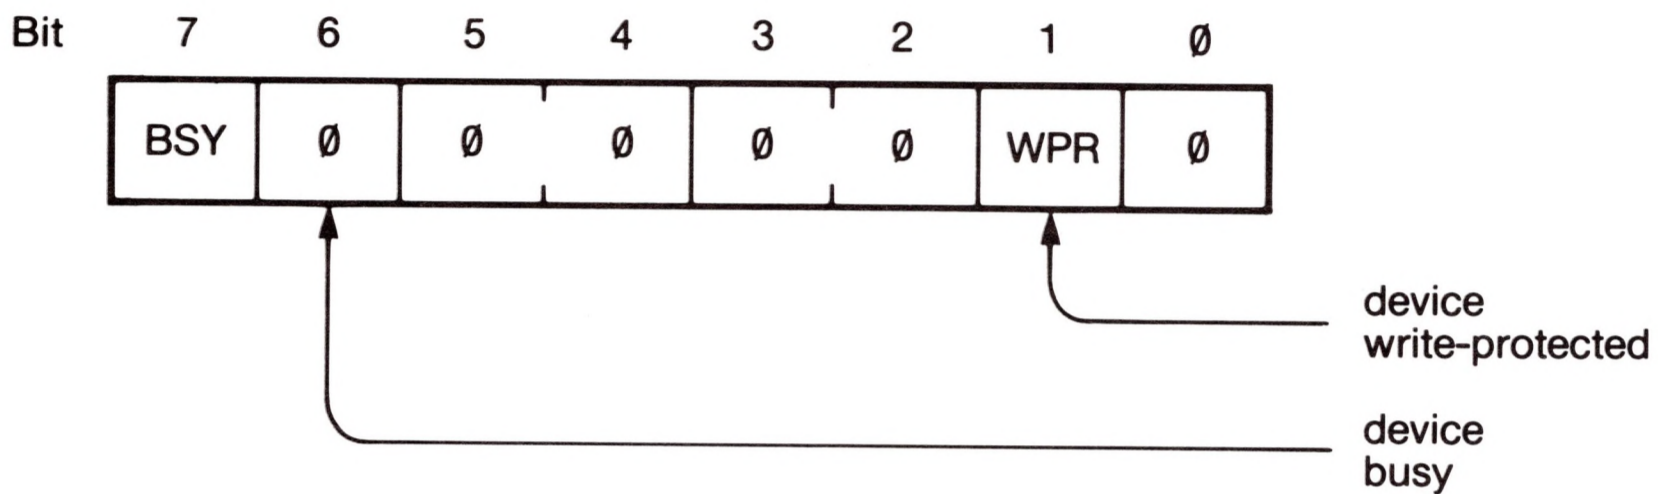 Bit 7 6 5 4 3 2 1 Ø
BSY Ø Ø Ø Ø Ø WPR Ø
device
write-protected
device
busy